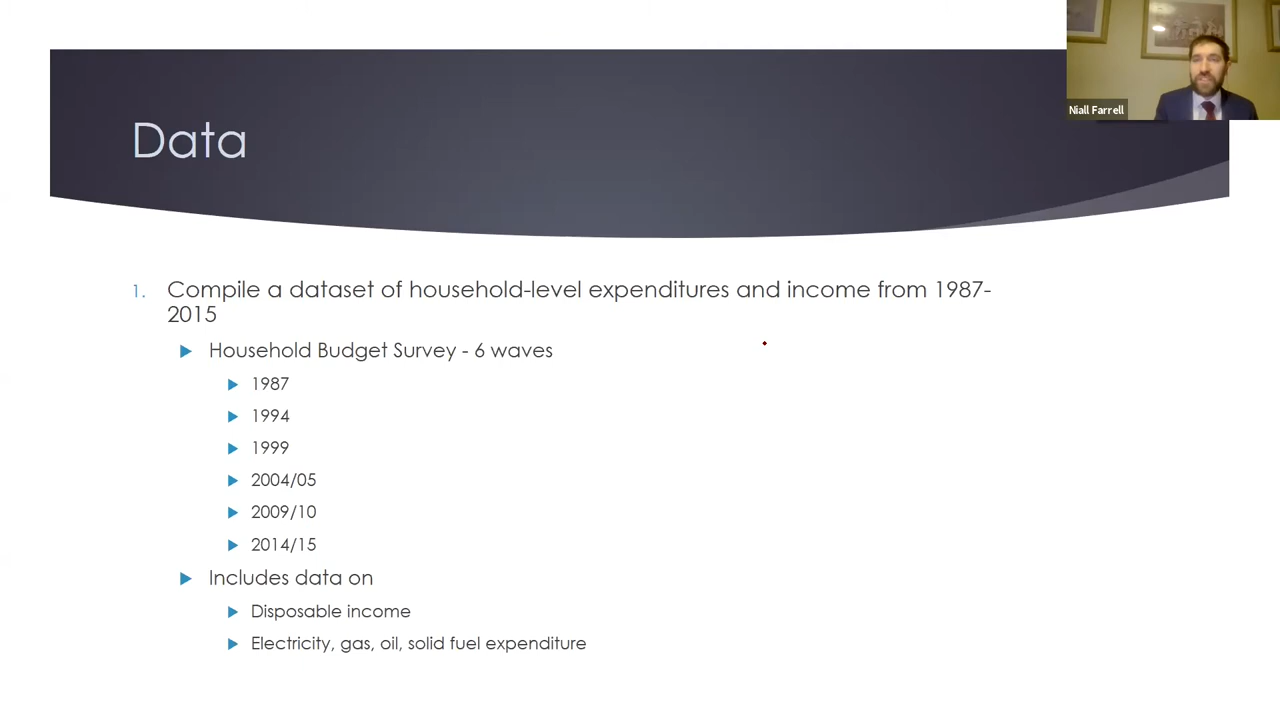 Niall Farrell
Data
1. Compile a dataset of household-level expenditures and income from 1987-
2015
Household Budget Survey - 6 waves
1987
1994
1999
2004/05
2009/10
2014/15
Includes data on
Disposable income
Electricity, gas, oil, solid fuel expenditure